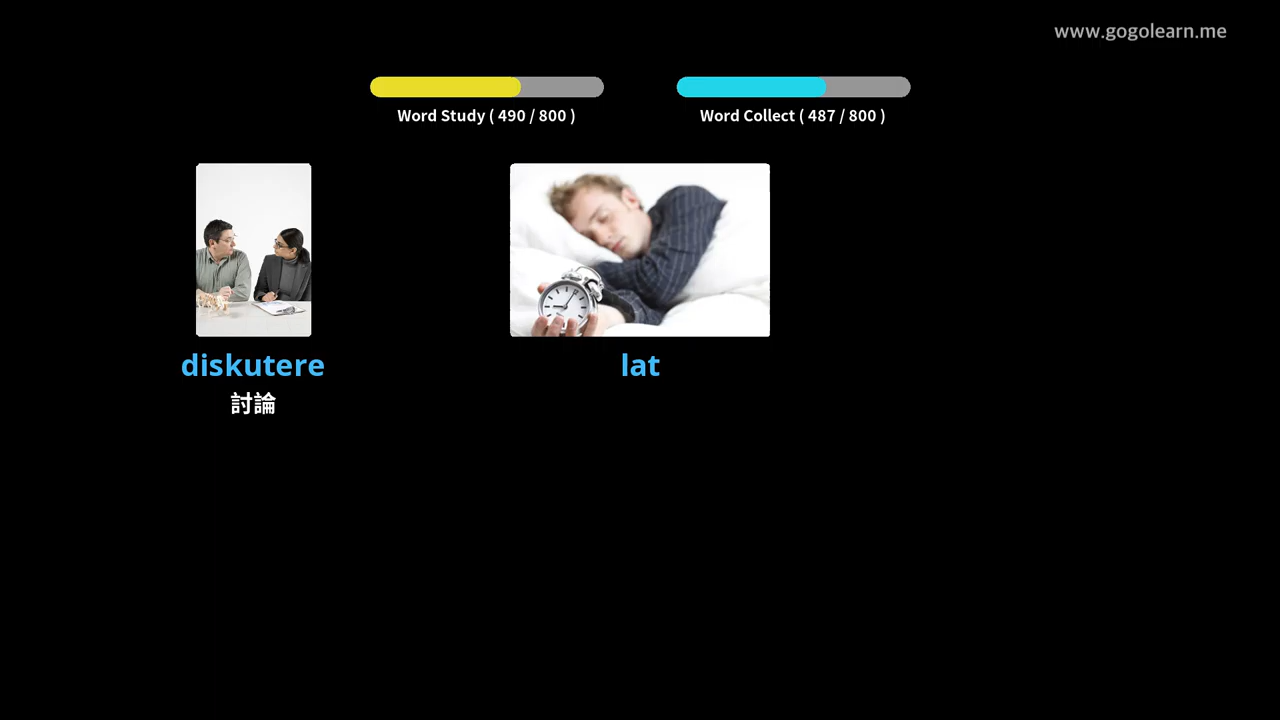 www.gogolearn.me
Word Study ( 490 / 800 )
Word Collect ( 487 / 800 )
diskutere
討論
lat